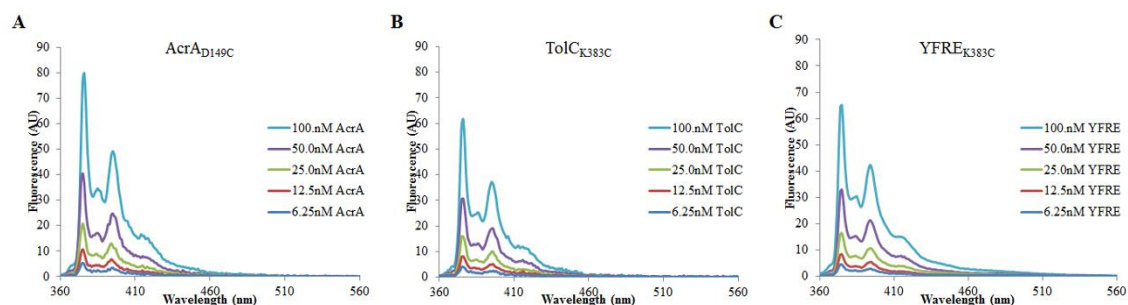 A
AcrA D149C
Fluorescence (AU)
90
80
70
60
50
40
30
20
10
0
360
410
460
510
560
Wavelength (nm)
100.nM AcrA
50.0nM AcrA
25.0nM AcrA
12.5nM AcrA
6.25nM AcrA
B
TolC K383C
Fluorescence (AU)
90
80
70
60
50
40
30
20
10
0
360
410
460
510
560
Wavelength (nm)
100.nM TolC
50.0nM TolC
25.0nM TolC
12.5nM TolC
6.25nM TolC
C
YFRE K383C
Fluorescence (AU)
90
80
70
60
50
40
30
20
10
0
360
410
460
510
560
Wavelength (nm)
100.nM YFRE
50.0nM YFRE
25.0nM YFRE
12.5nM YFRE
6.25nM YFRE